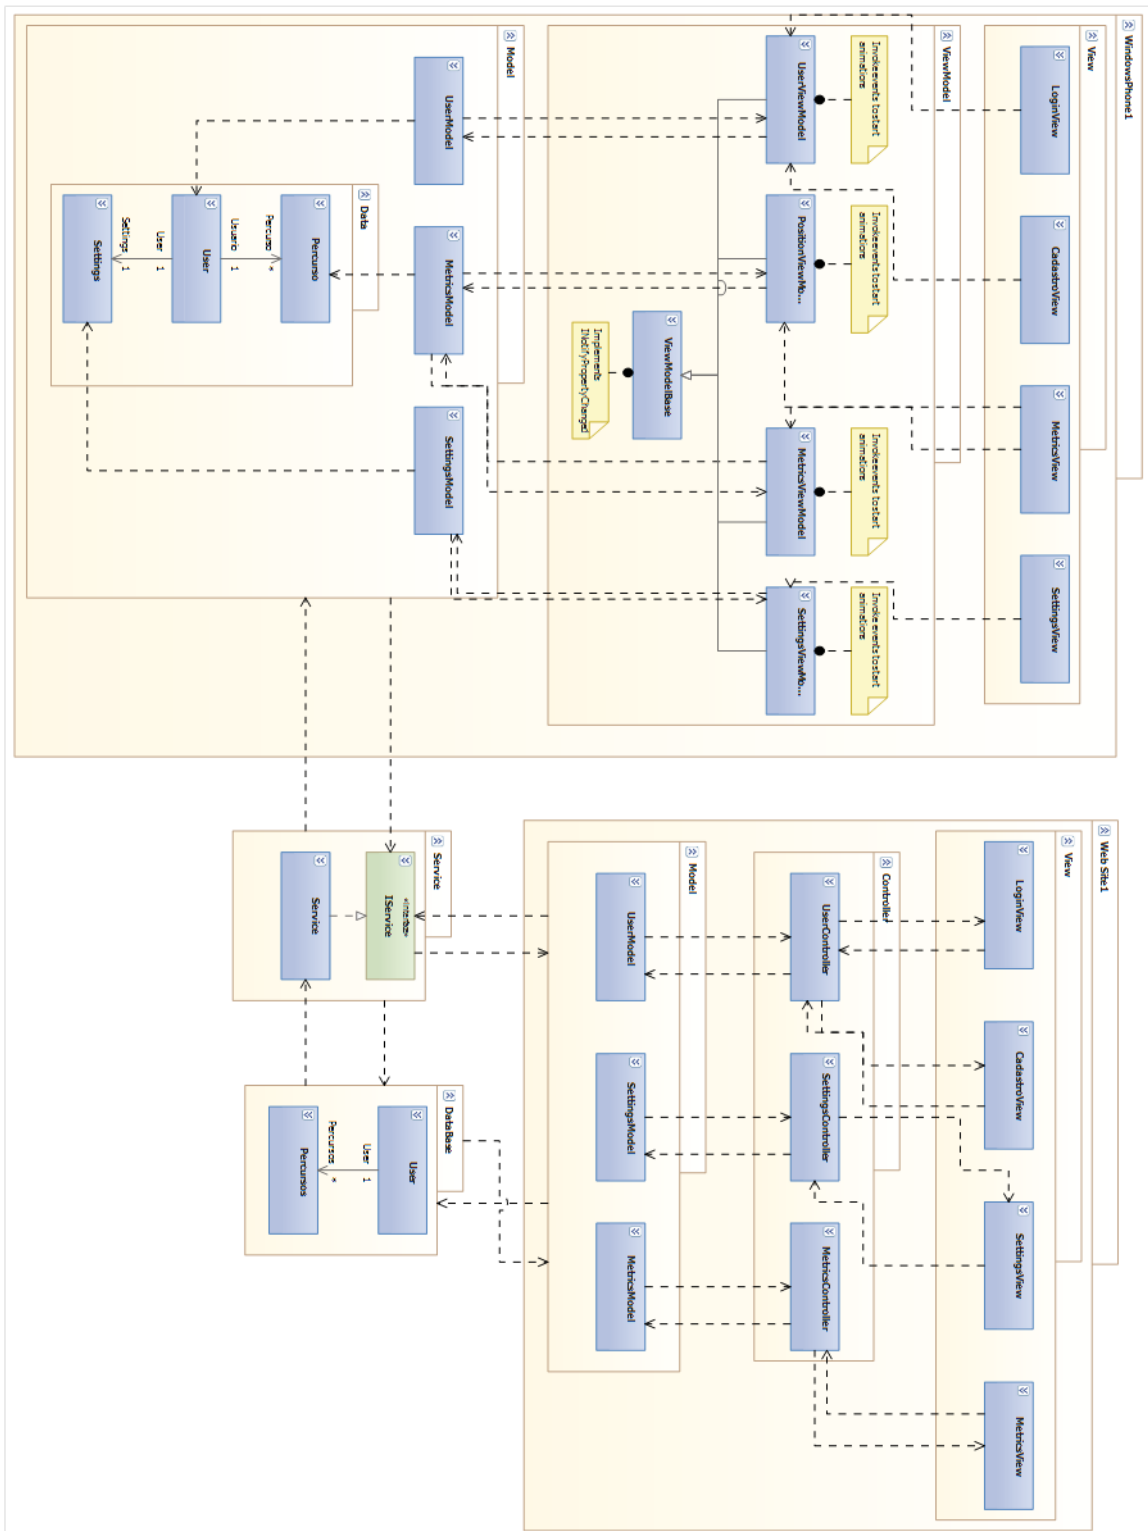 WindowsPhone1
View
LoginView
CadastroView
MetricsView
SettingsView
ViewModel
Invoke events to start
animations
Invoke events to start
animations
Invoke events to start
animations
Invoke events to start
animations
UserViewModel
PositionViewMo...
MetricsViewModel
SettingsViewMo...
ViewModelBase
Implements
INotifyPropertyChanged
Model
UserModel
MetricsModel
SettingsModel
Data
Percurso
Percurso *
Usuario 1
User
User 1
Settings 1
Settings
Web Site1
View
LoginView
CadastroView
SettingsView
MetricsView
Controller
UserController
SettingsController
MetricsController
Model
UserModel
SettingsModel
MetricsModel
Service
«interface»
IService
Service
DataBase
User
User 1
Percursos *
Percursos